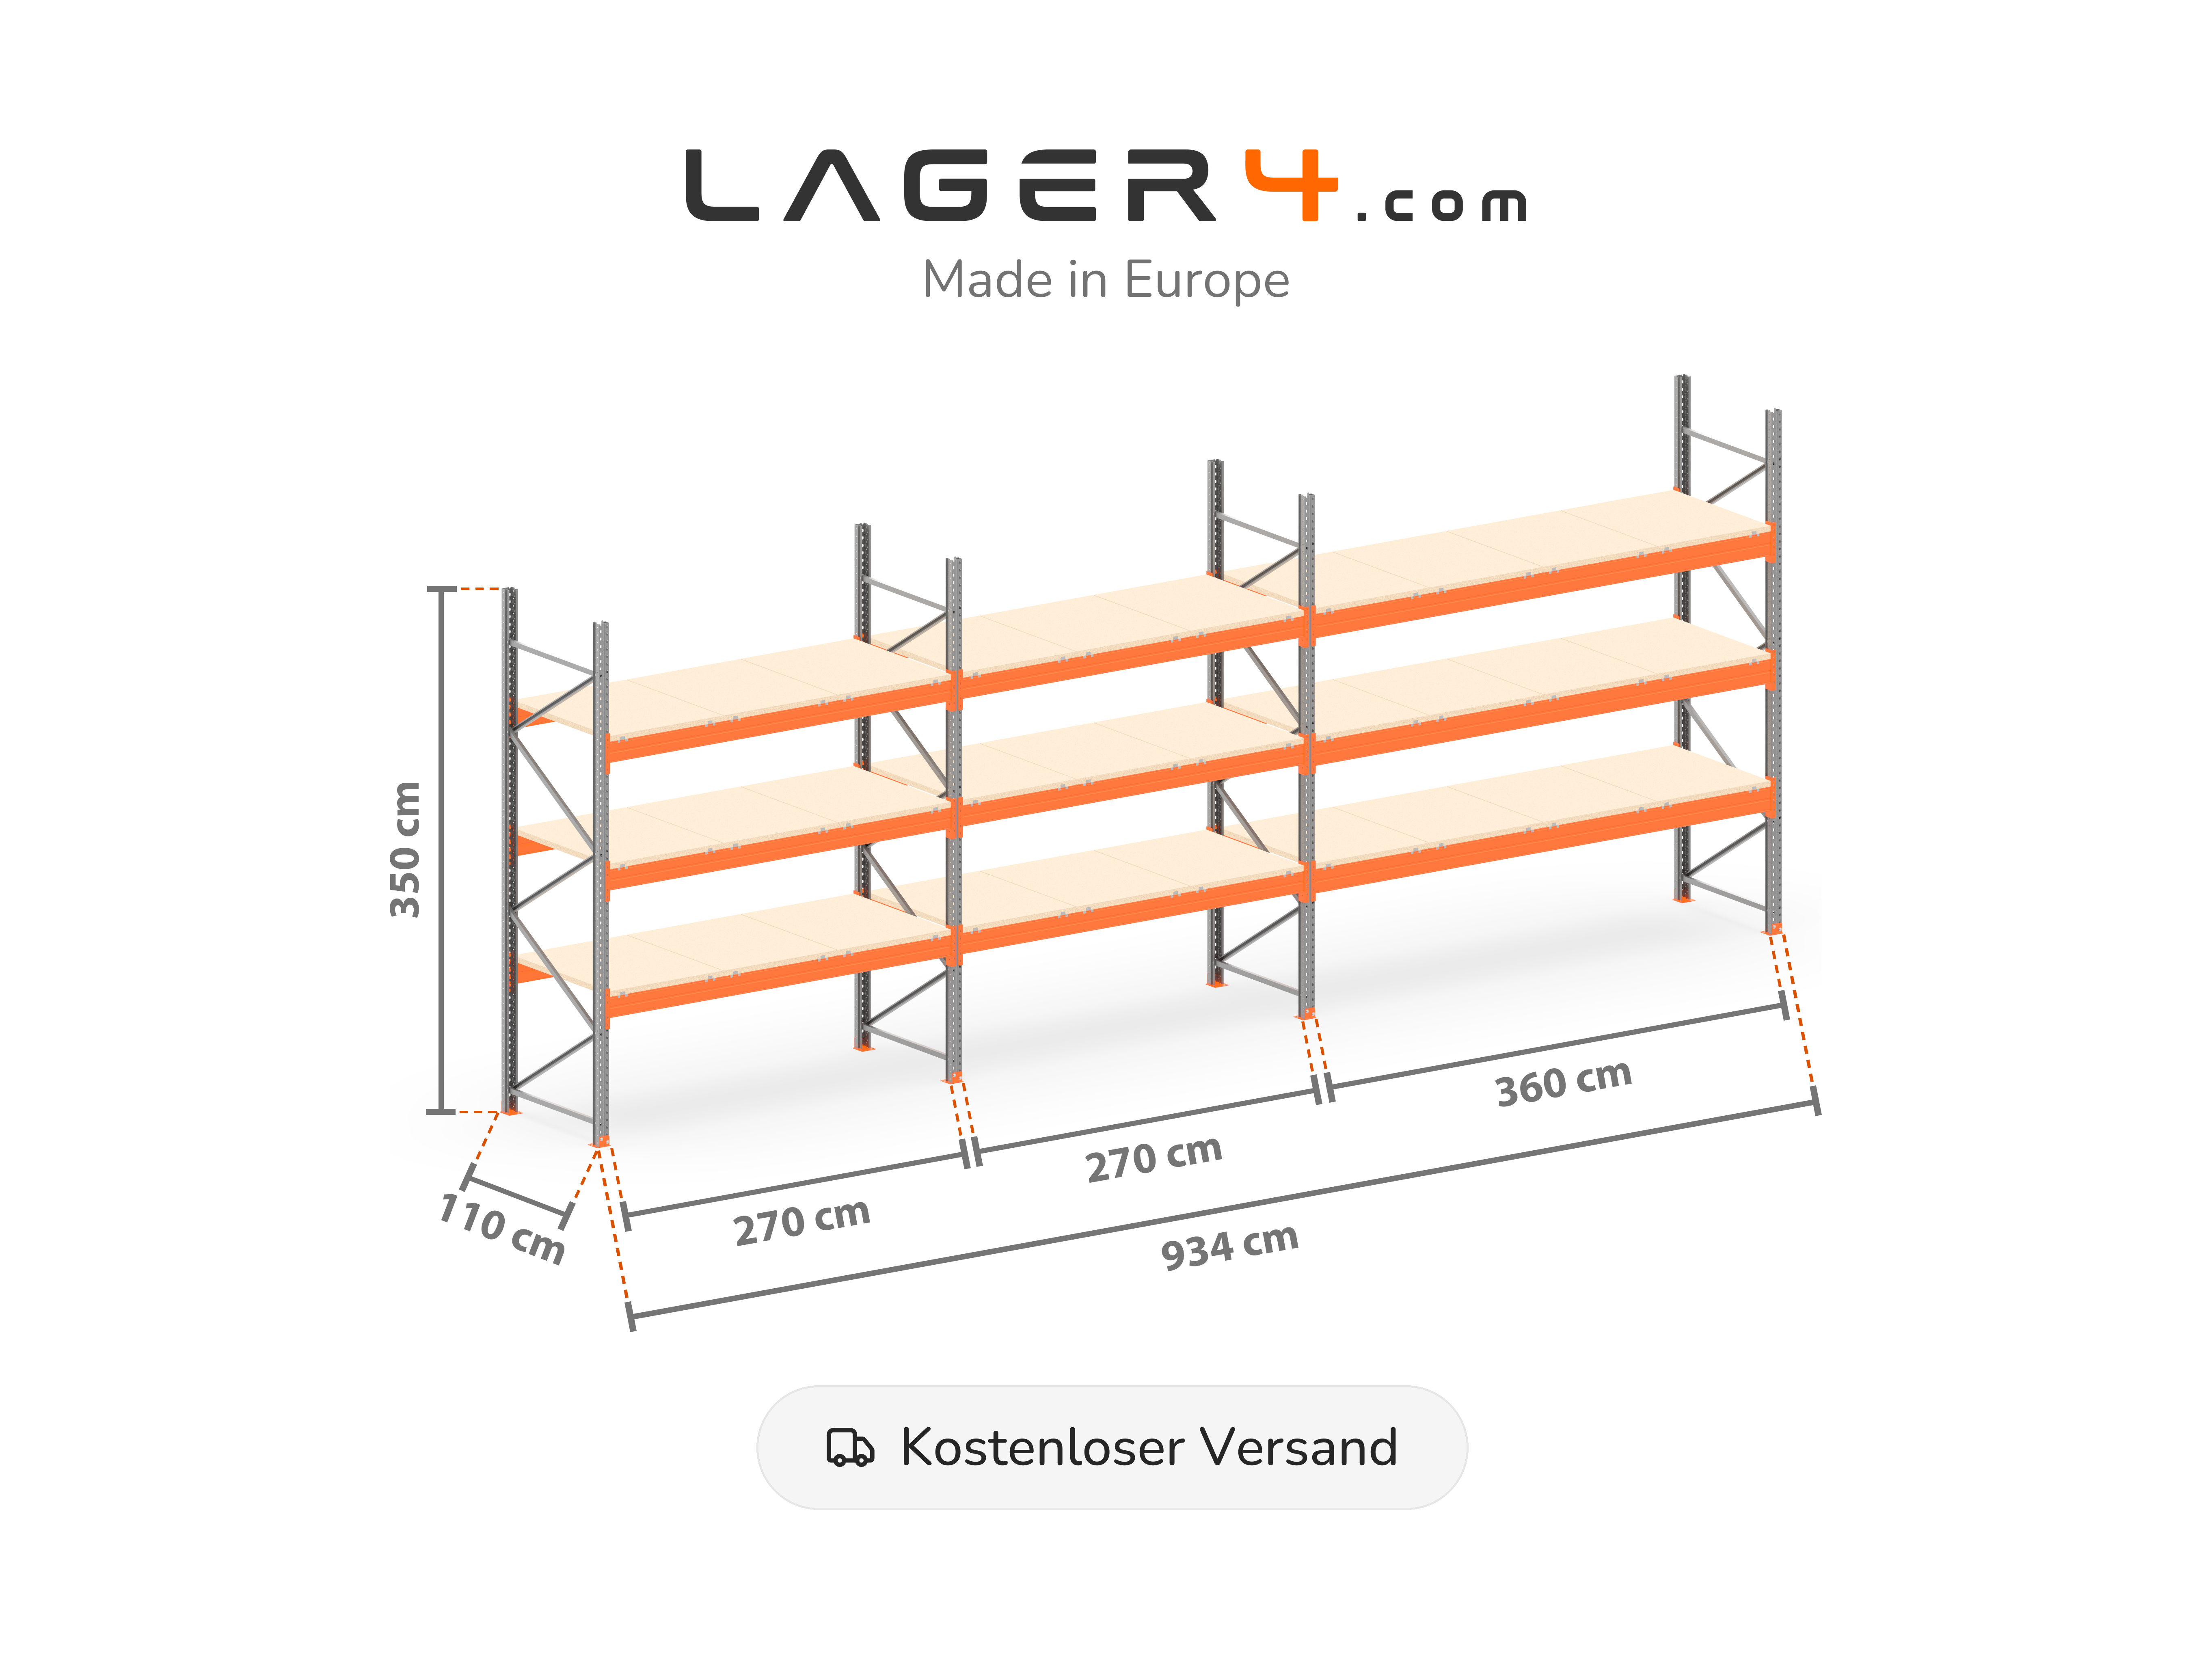 LAGER4.com
Made in Europe
350 cm
110 cm
270 cm
270 cm
360 cm
934 cm
Kostenloser Versand